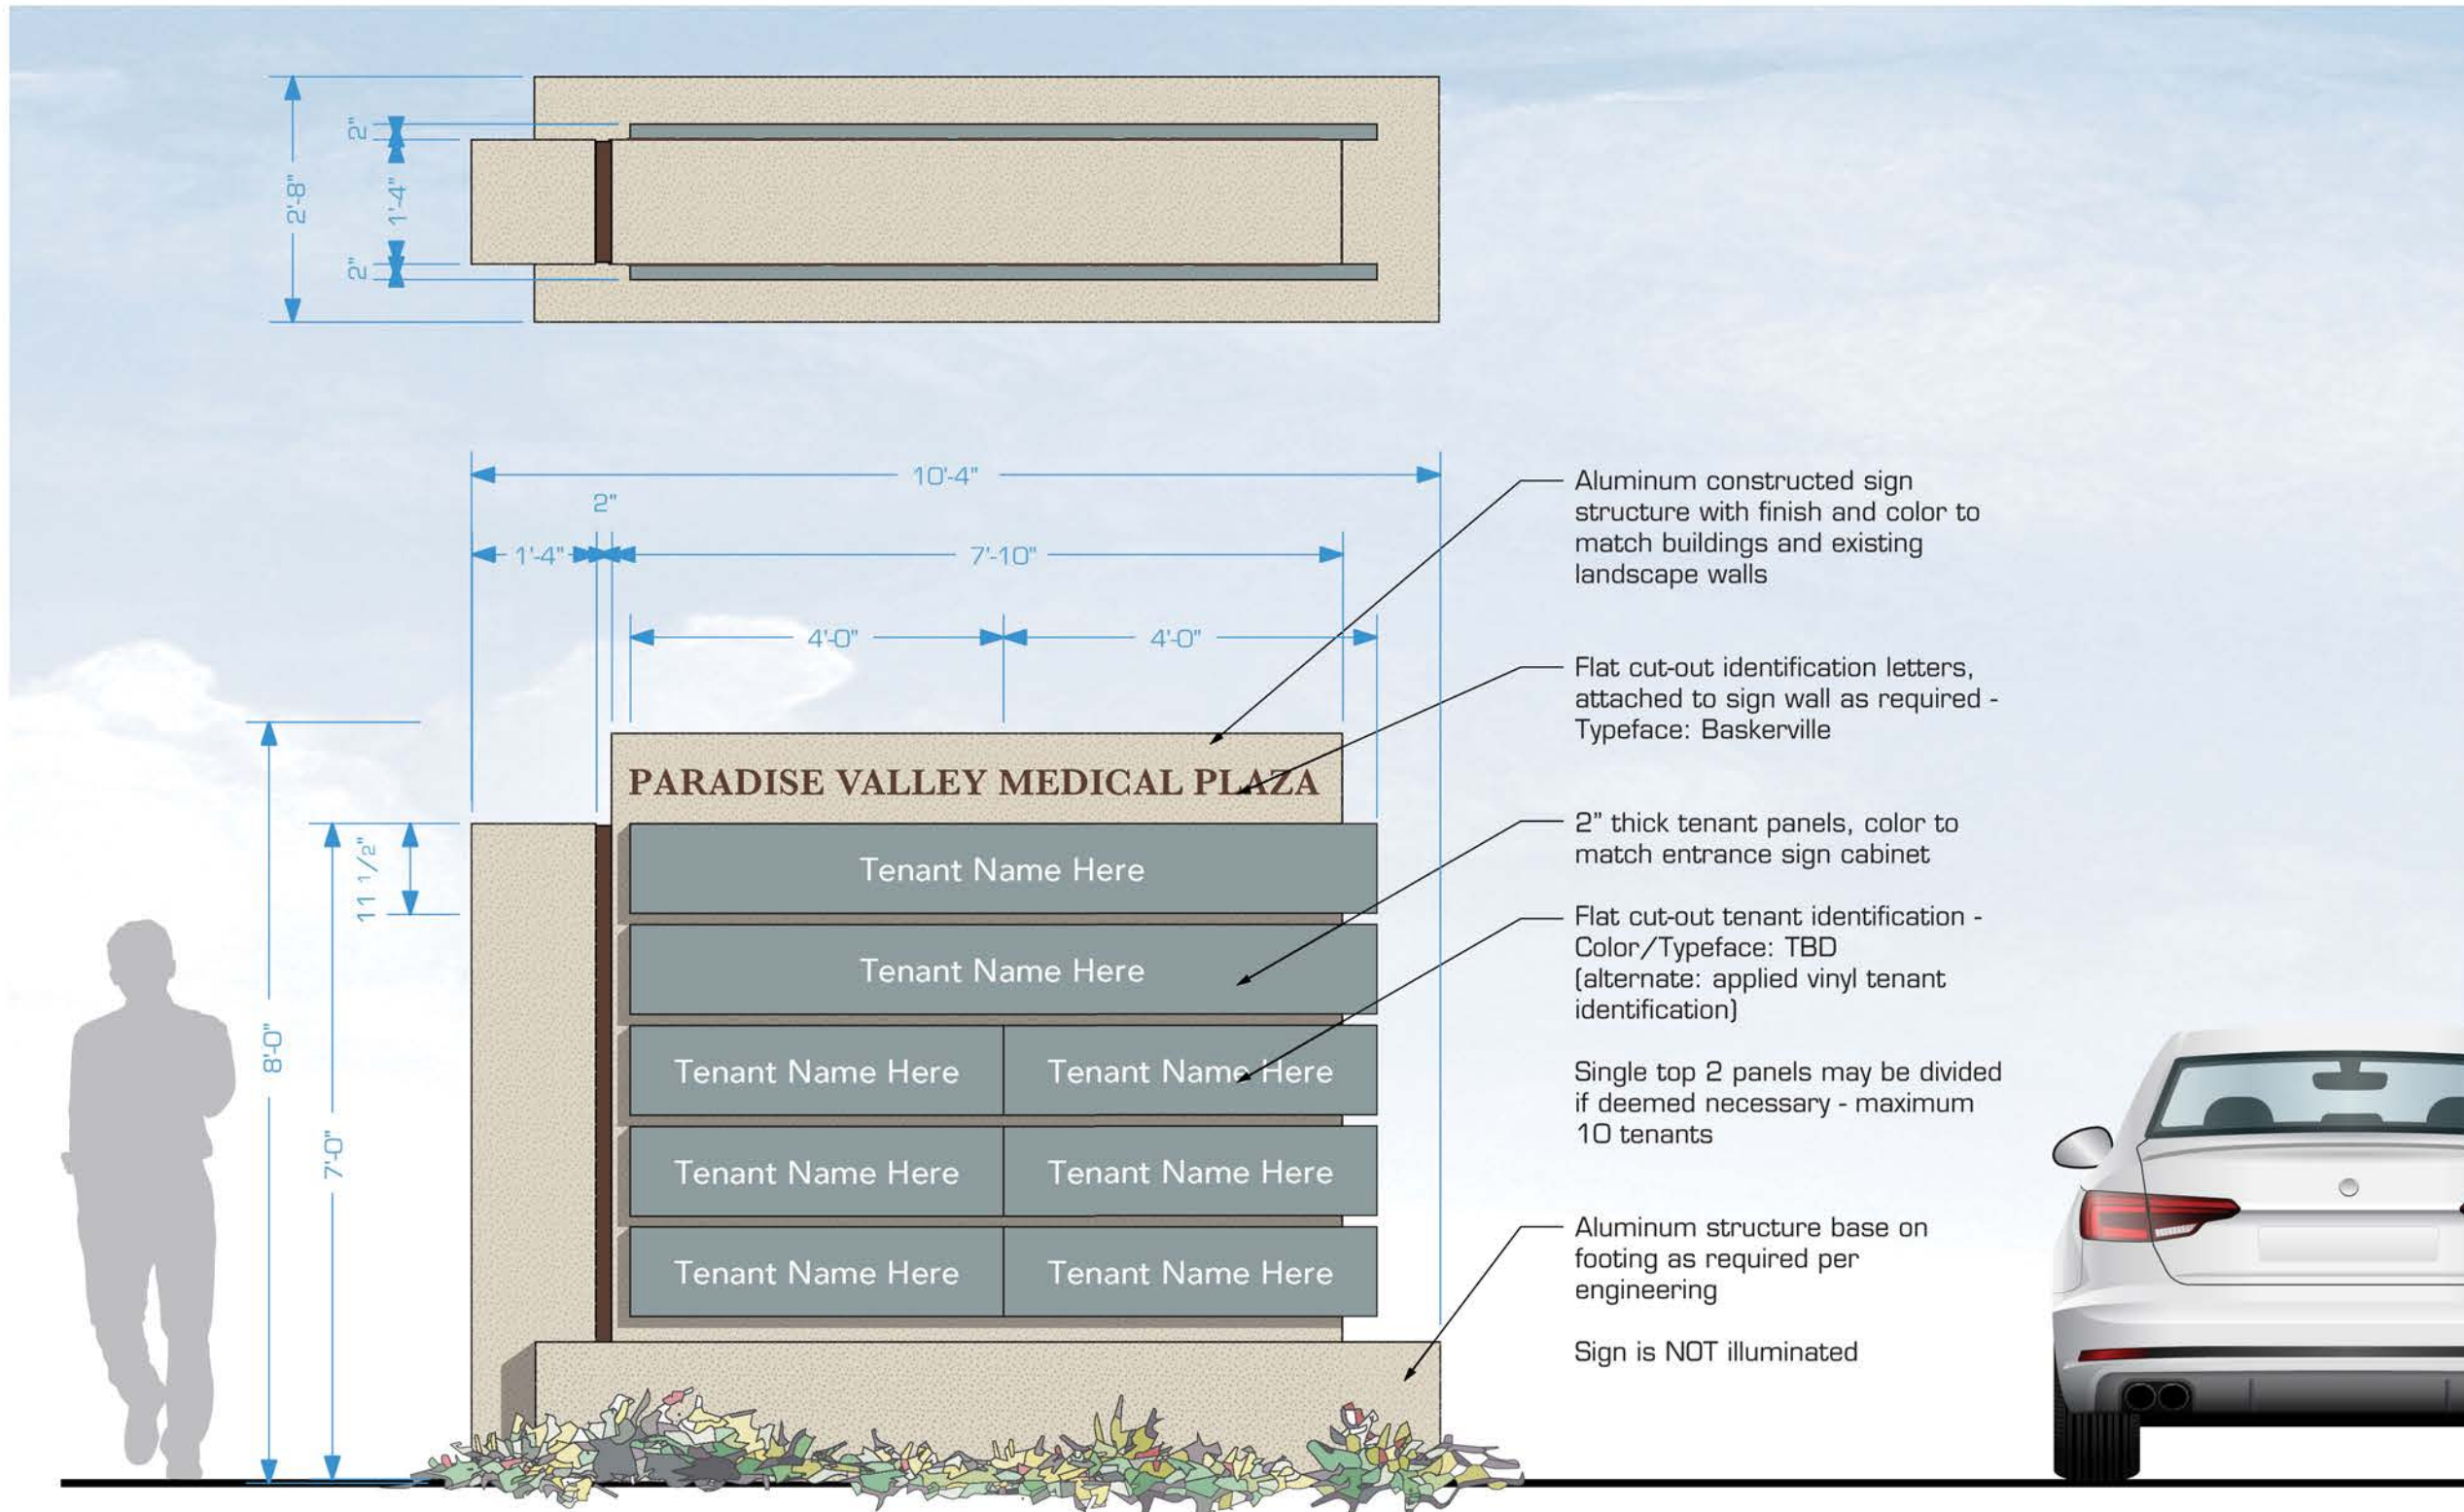 2'-8"
2"
1'-4"
2"
10'-4"
2"
1'-4"
7'-10"
4'-0"
4'-0"
8'-0"
7'-0"
11 1/2"
PARADISE VALLEY MEDICAL PLAZA
Tenant Name Here
Tenant Name Here
Tenant Name Here
Tenant Name Here
Tenant Name Here
Tenant Name Here
Tenant Name Here
Tenant Name Here
Aluminum constructed sign
structure with finish and color to
match buildings and existing
landscape walls
Flat cut-out identification letters,
attached to sign wall as required -
Typeface: Baskerville
2” thick tenant panels, color to
match entrance sign cabinet
Flat cut-out tenant identification -
Color/Typeface: TBD
(alternate: applied vinyl tenant
identification)
Single top 2 panels may be divided
if deemed necessary - maximum
10 tenants
Aluminum structure base on
footing as required per
engineering
Sign is NOT illuminated